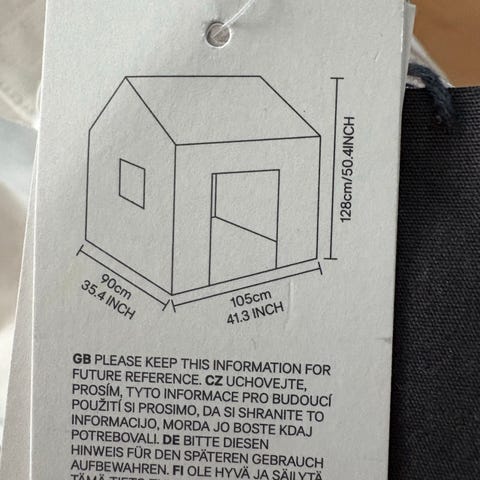 128cm/50.4INCH
90cm
35.4 INCH
105cm
41.3 INCH
GB PLEASE KEEP THIS INFORMATION FOR
FUTURE REFERENCE. CZ UCHOVEJTE,
PROSÍM, TYTO INFORMACE PRO BUDOUCÍ
POUŽITÍ SI PROSIMO, DA SI SHRANITE TO
INFORMACIJO, MORDA JO BOSTE KDAJ
POTREBOVALI. DE BITTE DIESEN
HINWEIS FÜR DEN SPÄTEREN GEBRAUCH
AUFBEWAHREN. FI OLE HYVÄ JA SÄILYTÄ